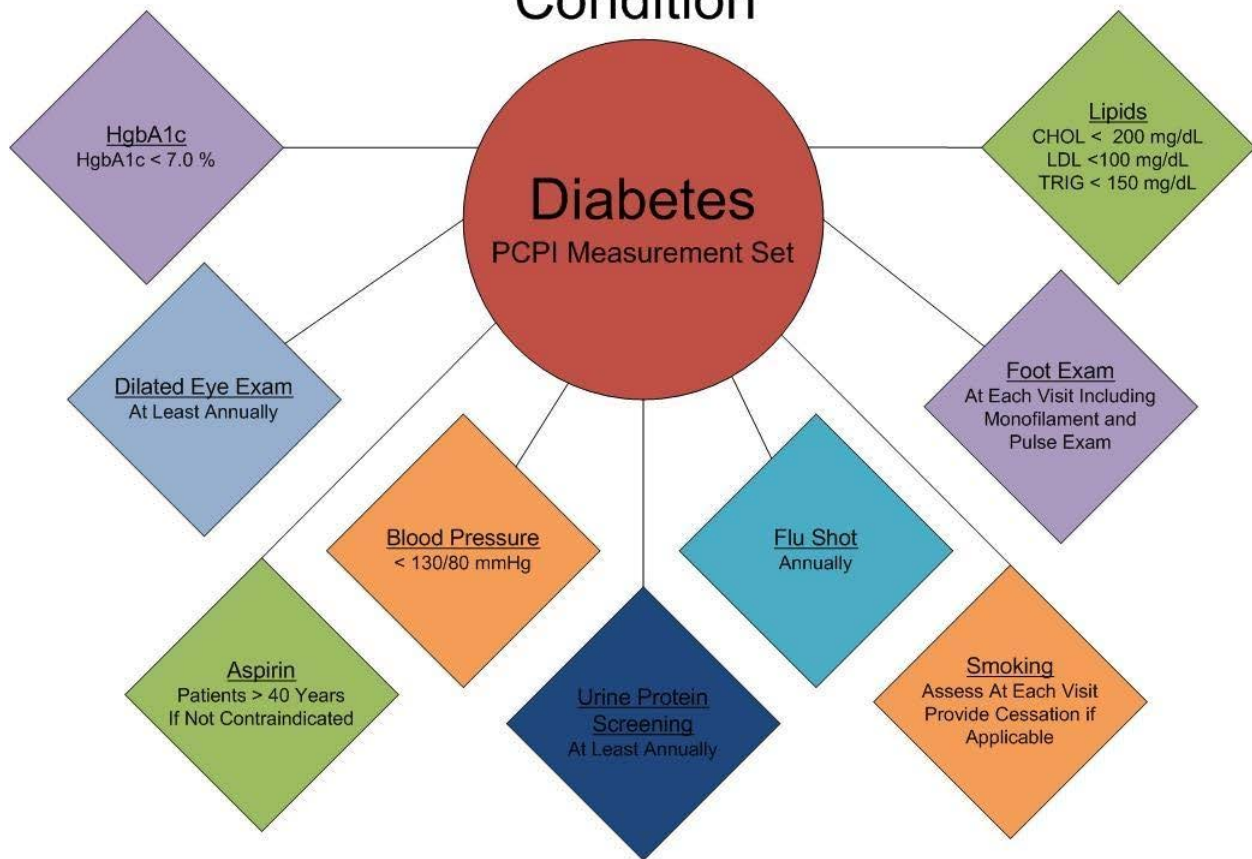 Condition
Diabetes
PCPI Measurement Set
HgbA1c
HgbA1c < 7.0 %
Lipids
CHOL < 200 mg/dL
LDL <100 mg/dL
TRIG < 150 mg/dL
Dilated Eye Exam
At Least Annually
Foot Exam
At Each Visit Including
Monofilament and
Pulse Exam
Blood Pressure
< 130/80 mmHg
Flu Shot
Annually
Aspirin
Patients > 40 Years
If Not Contraindicated
Urine Protein
Screening
At Least Annually
Smoking
Assess At Each Visit
Provide Cessation if
Applicable